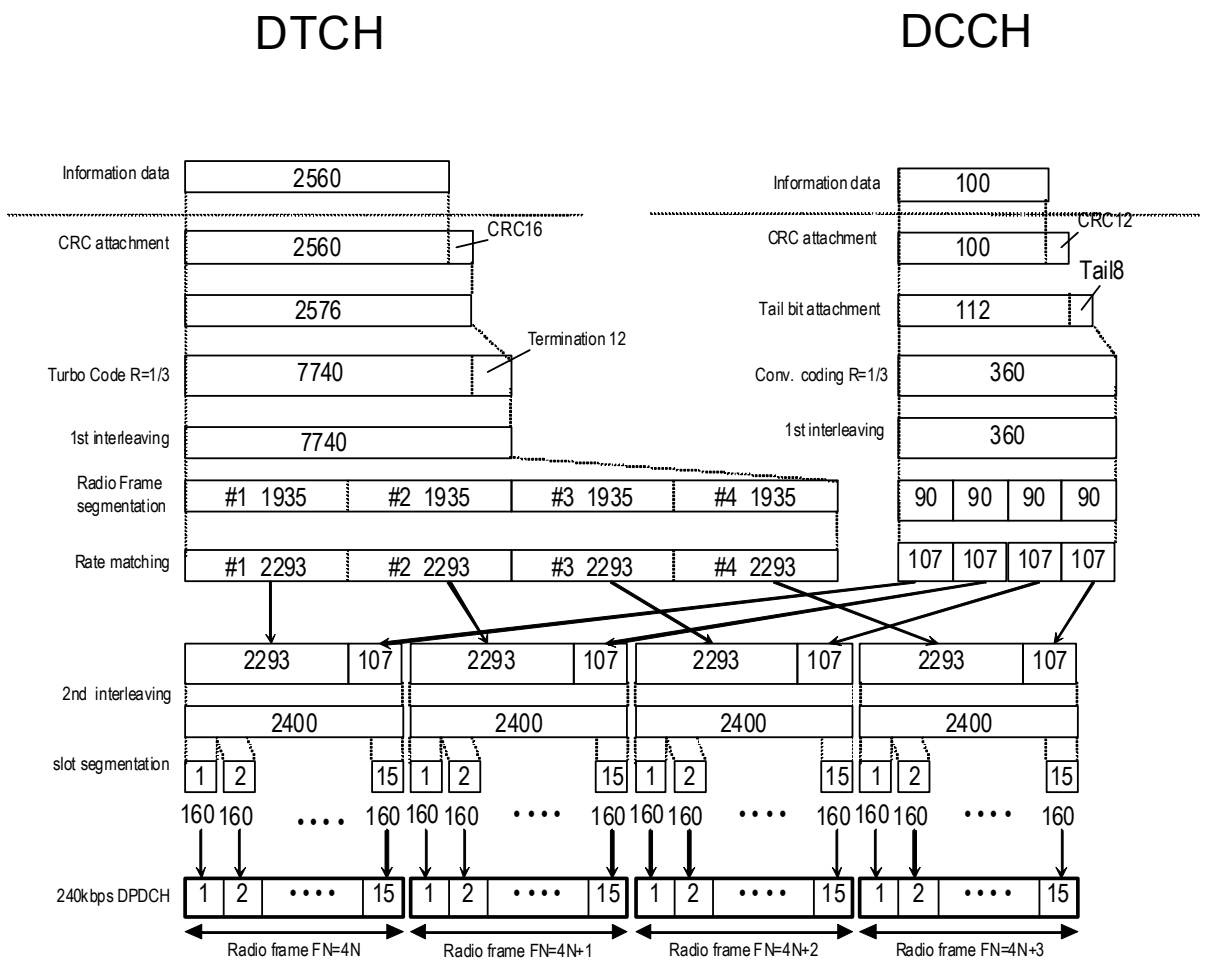 DTCH DCCH
Information data 2560 Information data 100
CRC attachment 2560 CRC16 CRC attachment 100 CRC12
2576 Tail bit attachment 112 Tail8
Turbo Code R=1/3 7740 Termination 12 Conv. coding R=1/3 360
1st interleaving 7740 1st interleaving 360
Radio Frame
segmentation #1 1935 #2 1935 #3 1935 #4 1935 90 90 90 90
Rate matching #1 2293 #2 2293 #3 2293 #4 2293 107 107 107 107
2293 107 2293 107 2293 107 2293 107
2nd interleaving
2400 2400 2400 2400
slot segmentation 1 2 15 1 2 15 1 2 15 1 2 15
160 160 •••• 160 160 160 •••• 160 160 160 •••• 160 160 160 •••• 160
240kbps DPDCH 1 2 •••• 15 1 2 •••• 15 1 2 •••• 15 1 2 •••• 15
Radio frame FN=4N Radio frame FN=4N+1 Radio frame FN=4N+2 Radio frame FN=4N+3